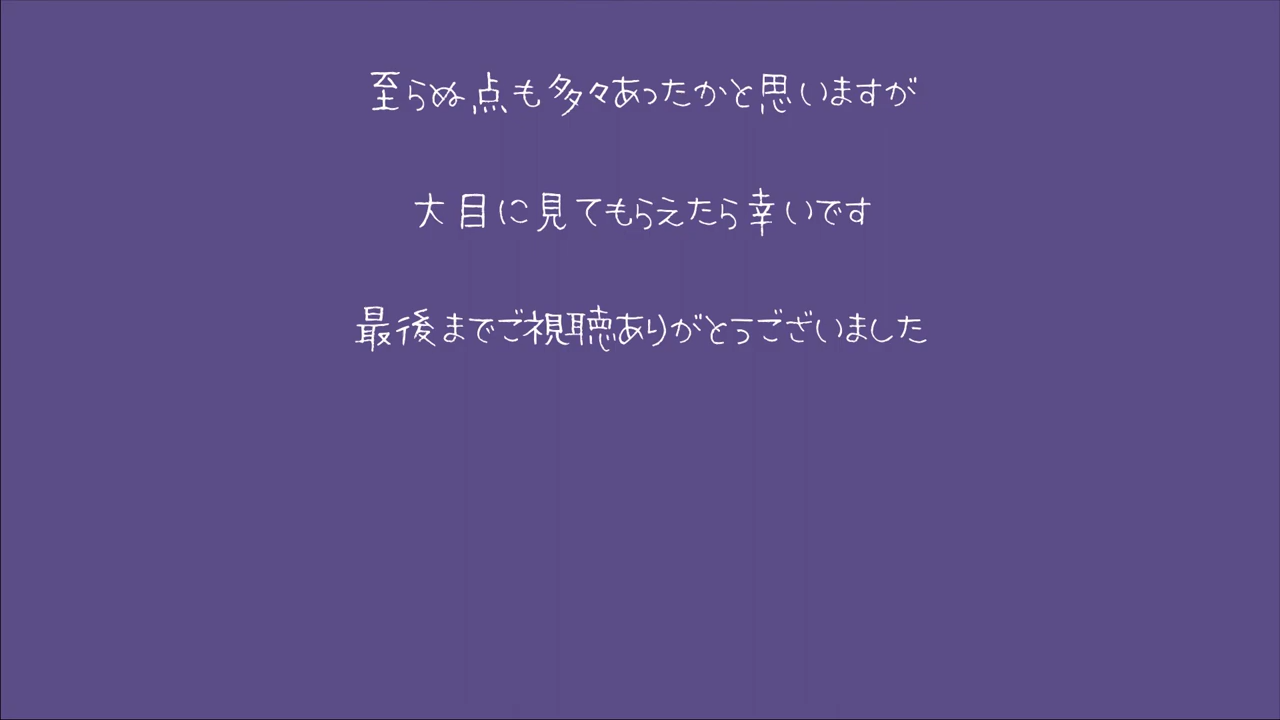 至らぬ点も多々あったかと思いますが
大目に見てもらえたら幸いです
最後までご視聴ありがとうございました